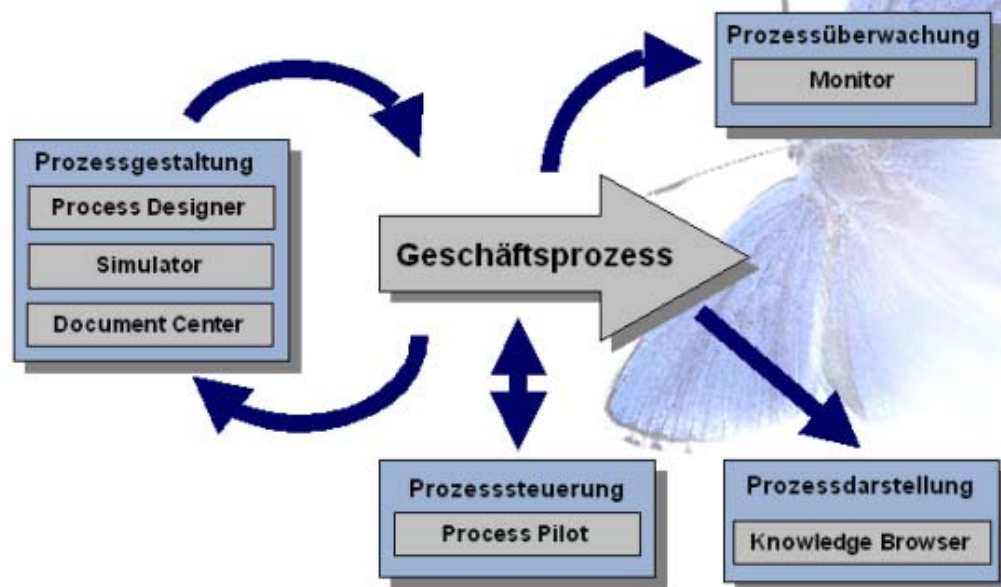 Prozessüberwachung
Monitor
Prozessgestaltung
Process Designer
Simulator
Document Center
Geschäftsprozess
Prozesssteuerung
Process Pilot
Prozessdarstellung
Knowledge Browser